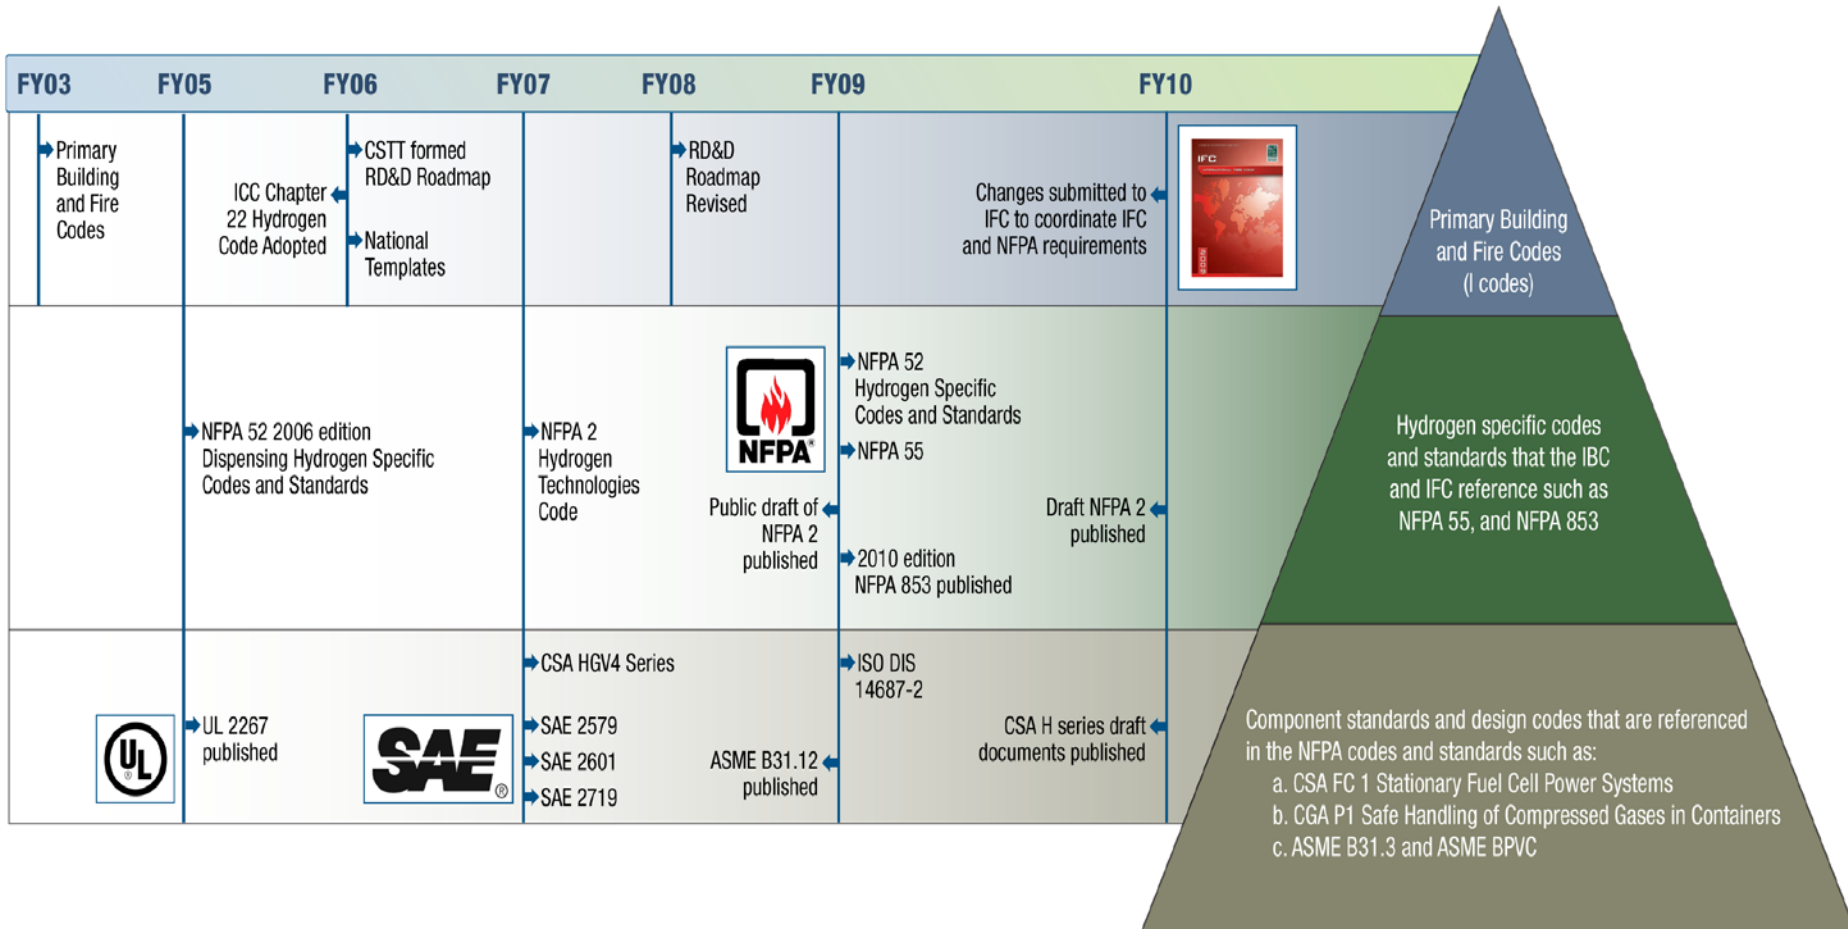 FY03
FY05
FY06
FY07
FY08
FY09
FY10
Primary
Building
and Fire
Codes
ICC Chapter
22 Hydrogen
Code Adopted
CSTT formed
RD&D Roadmap
National
Templates
RD&D
Roadmap
Revised
Changes submitted to
IFC to coordinate IFC
and NFPA requirements
IFC
Primary Building
and Fire Codes
(I codes)
NFPA 52 2006 edition
Dispensing Hydrogen Specific
Codes and Standards
NFPA 2
Hydrogen
Technologies
Code
NFPA®
Public draft of
NFPA 2
published
NFPA 52
Hydrogen Specific
Codes and Standards
NFPA 55
2010 edition
NFPA 853 published
Draft NFPA 2
published
Hydrogen specific codes
and standards that the IBC
and IFC reference such as
NFPA 55, and NFPA 853
UL®
UL 2267
published
SAE®
CSA HGV4 Series
SAE 2579
SAE 2601
SAE 2719
ASME B31.12
published
ISO DIS
14687-2
CSA H series draft
documents published
Component standards and design codes that are referenced
in the NFPA codes and standards such as:
a. CSA FC 1 Stationary Fuel Cell Power Systems
b. CGA P1 Safe Handling of Compressed Gases in Containers
c. ASME B31.3 and ASME BPVC